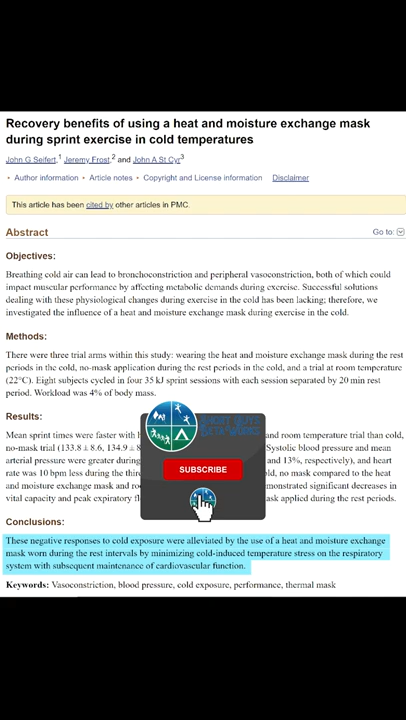 Recovery benefits of using a heat and moisture exchange mask
during sprint exercise in cold temperatures
John G Seifert,1 Jeremy Frost,2 and John A St Cyr3
• Author information • Article notes • Copyright and License information Disclaimer
This article has been cited by other articles in PMC.
Abstract Go to:
Objectives:
Breathing cold air can lead to bronchoconstriction and peripheral vasoconstriction, both of which could
impact muscular performance by affecting metabolic demands during exercise. Successful solutions
dealing with these physiological changes during exercise in the cold has been lacking; therefore, we
investigated the influence of a heat and moisture exchange mask during exercise in the cold.
Methods:
There were three trial arms within this study: wearing the heat and moisture exchange mask during the rest
periods in the cold, no-mask application during the rest periods in the cold, and a trial at room temperature
(22°C). Eight subjects cycled in four 35 kJ sprint sessions with each session separated by 20 min rest
period. Workload was 4% of body mass.
Results:
Mean sprint times were faster with and room temperature trial than cold,
no-mask trial (133.8 ± 8.6, 134.9 ± Systolic blood pressure and mean
arterial pressure were greater during and 13%, respectively), and heart
rate was 10 bpm less during the third no mask compared to the heat
and moisture exchange mask and demonstrated significant decreases in
vital capacity and peak expiratory mask applied during the rest periods.
SUBSCRIBE
Conclusions:
These negative responses to cold exposure were alleviated by the use of a heat and moisture exchange
mask worn during the rest intervals by minimizing cold-induced temperature stress on the respiratory
system with subsequent maintenance of cardiovascular function.
Keywords: Vasoconstriction, blood pressure, cold exposure, performance, thermal mask